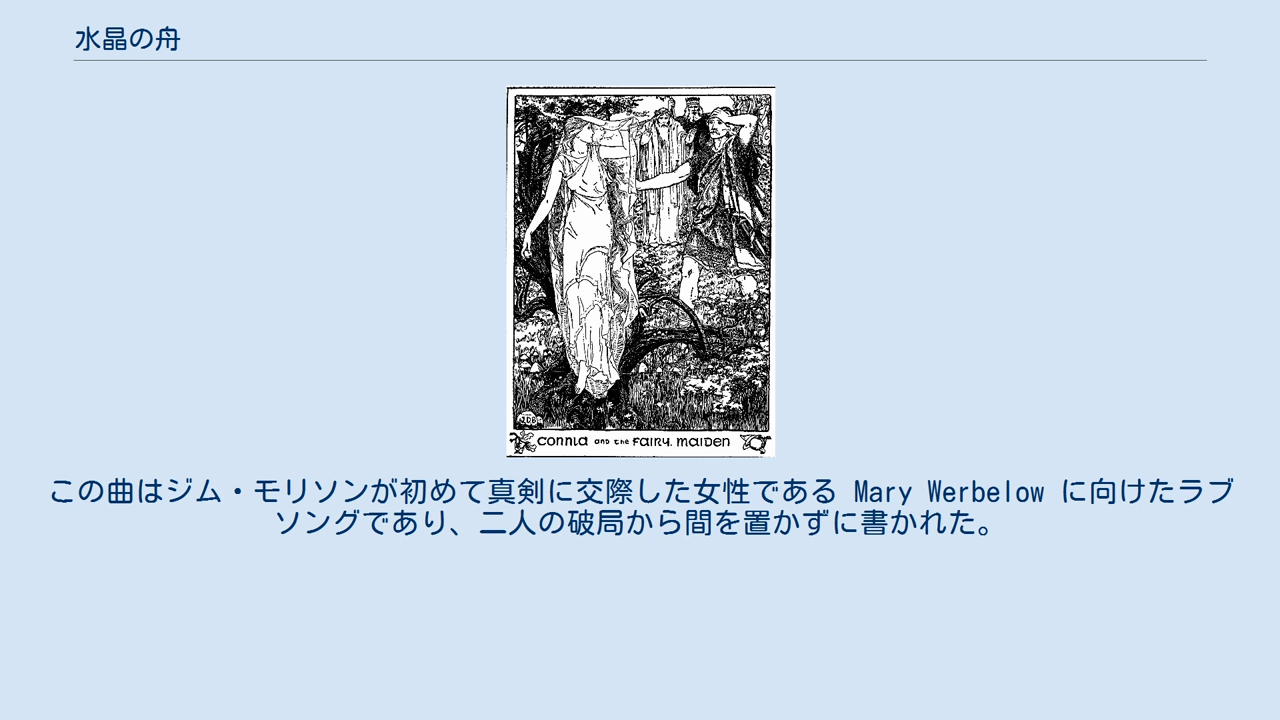 水晶の舟
JDB
connla and the fairy maiden
この曲はジム・モリソンが初めて真剣に交際した女性である Mary Werbelow に向けたラブ
ソングであり、二人の破局から間を置かずに書かれた。